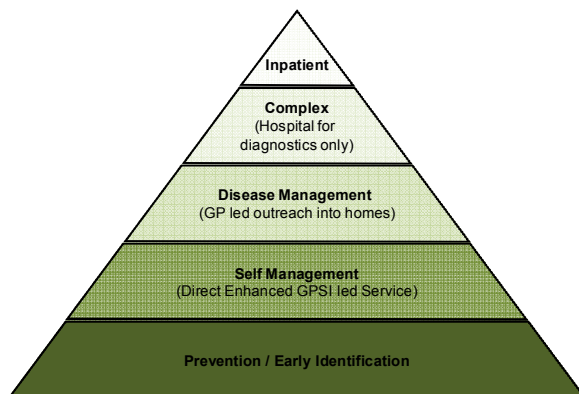 Inpatient
Complex
(Hospital for
diagnostics only)
Disease Management
(GP led outreach into homes)
Self Management
(Direct Enhanced GPSI led Service)
Prevention / Early Identification